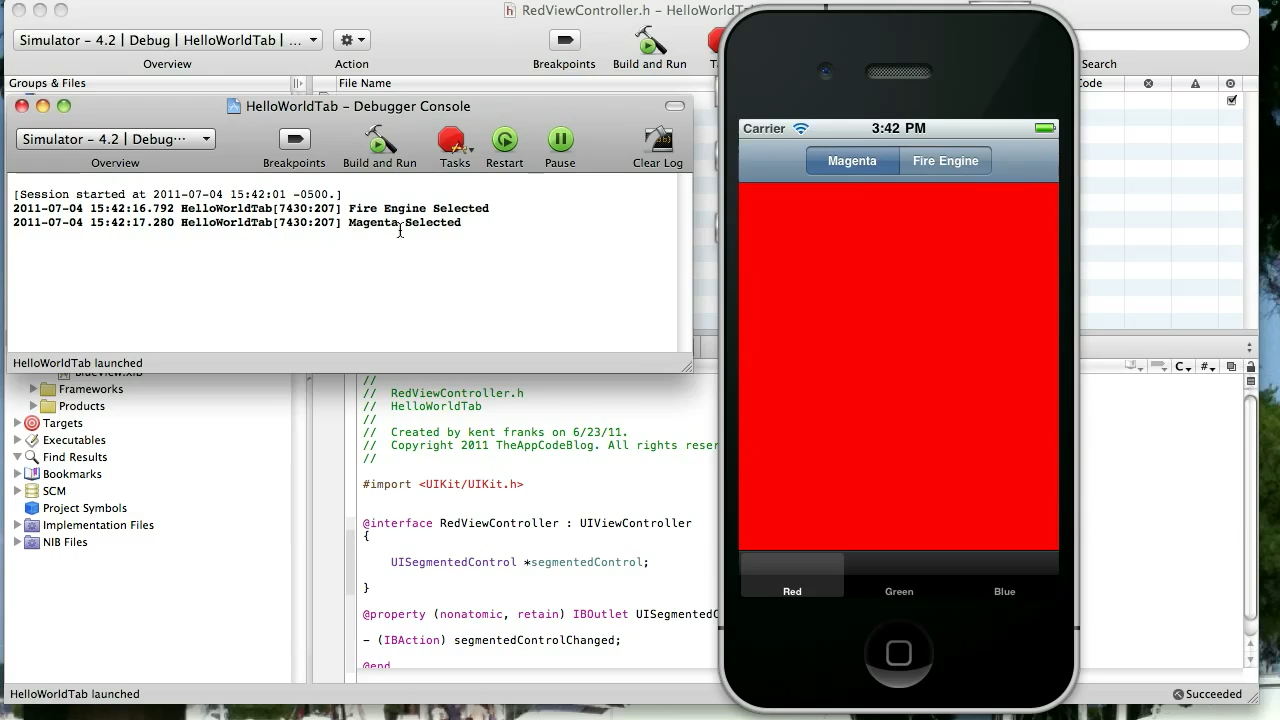 RedViewController.h – HelloWorldTab
Simulator – 4.2 | Debug | HelloWorldTab | ...
Overview
Action
Breakpoints
Build and Run
Search
Groups & Files
File Name
Code
HelloWorldTab – Debugger Console
Simulator – 4.2 | Debug···
Overview
Breakpoints
Build and Run
Tasks
Restart
Pause
Clear Log
[Session started at 2011-07-04 15:42:01 -0500.]
2011-07-04 15:42:16.792 HelloWorldTab[7430:207] Fire Engine Selected
2011-07-04 15:42:17.280 HelloWorldTab[7430:207] Magenta Selected
HelloWorldTab launched
Frameworks
Products
Targets
Executables
Find Results
Bookmarks
SCM
Project Symbols
Implementation Files
NIB Files
//
// RedViewController.h
// HelloWorldTab
//
// Created by kent franks on 6/23/11.
// Copyright 2011 TheAppCodeBlog. All rights reser
//
#import <UIKit/UIKit.h>
@interface RedViewController : UIViewController
{
UISegmentedControl *segmentedControl;
}
@property (nonatomic, retain) IBOutlet UISegmentedC
- (IBAction) segmentedControlChanged;
@end
HelloWorldTab launched
Succeeded
Carrier
3:42 PM
Magenta
Fire Engine
Red
Green
Blue
C
#